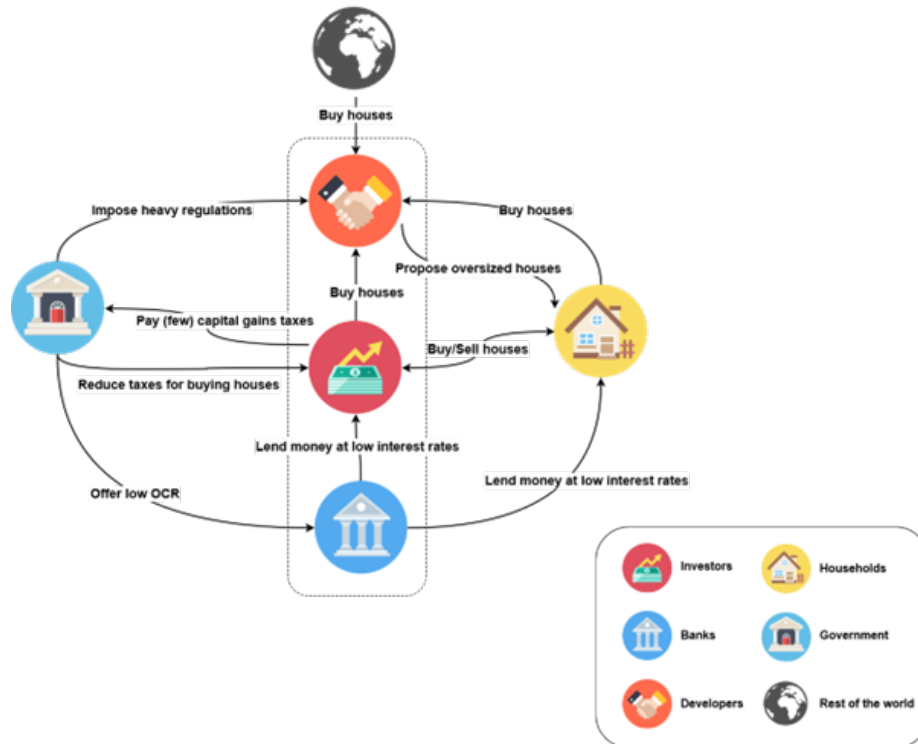 Buy houses
Impose heavy regulations
Buy houses
Propose oversized houses
Buy houses
Pay (few) capital gains taxes
Buy/Sell houses
Reduce taxes for buying houses
Lend money at low interest rates
Lend money at low interest rates
Offer low OCR
Investors
Households
Banks
Government
Developers
Rest of the world